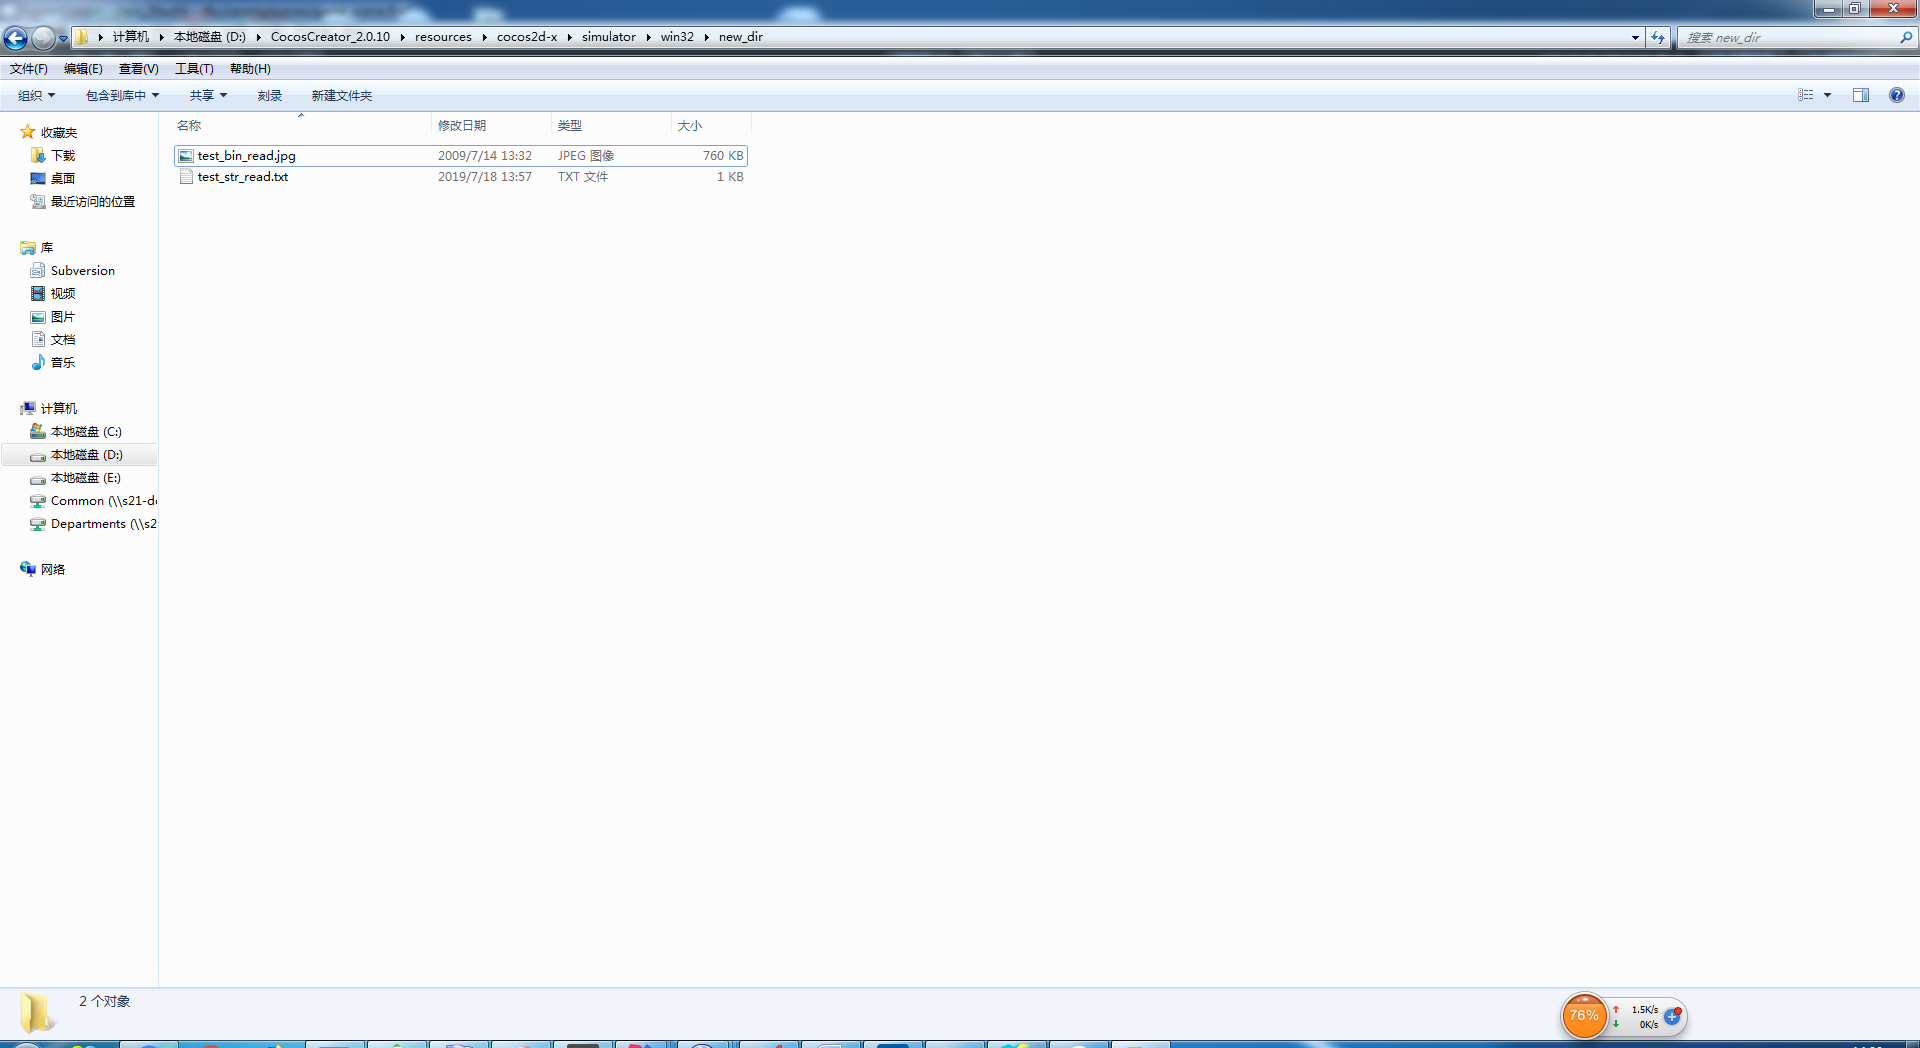 计算机 本地磁盘 (D:) CocosCreator_2.0.10 resources cocos2d-x simulator win32 new_dir
搜索 new_dir
文件(F) 编辑(E) 查看(V) 工具(T) 帮助(H)
组织 包含到库中 共享 刻录 新建文件夹
名称 修改日期 类型 大小
test_bin_read.jpg 2009/7/14 13:32 JPEG 图像 760 KB
test_str_read.txt 2019/7/18 13:57 TXT 文件 1 KB
收藏夹
下载
桌面
最近访问的位置
库
Subversion
视频
图片
文档
音乐
计算机
本地磁盘 (C:)
本地磁盘 (D:)
本地磁盘 (E:)
Common (\\s21-d
Departments (\\s2
网络
2 个对象
76%
1.5K/s
0K/s